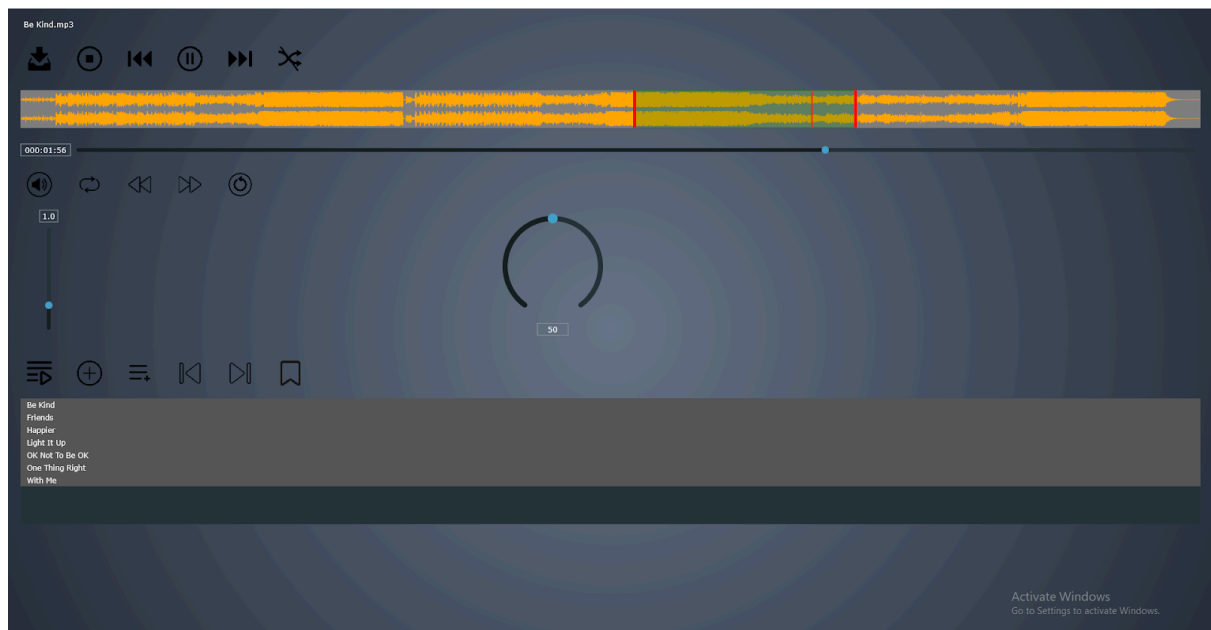 Be Kind.mp3
000:01:56
1.0
50
Be Kind
Friends
Happier
Light It Up
OK Not To Be OK
One Thing Right
With Me
Activate Windows
Go to Settings to activate Windows.